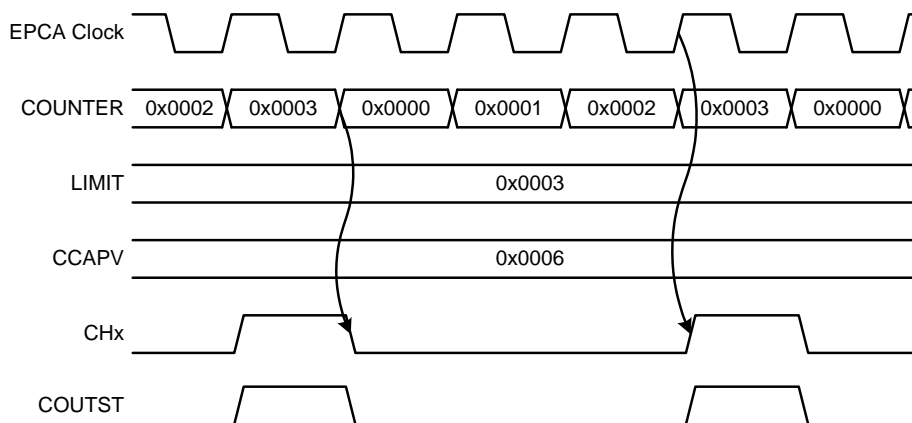 EPCA Clock
COUNTER 0x0002 0x0003 0x0000 0x0001 0x0002 0x0003 0x0000
LIMIT 0x0003
CCAPV 0x0006
CHx
COUTST